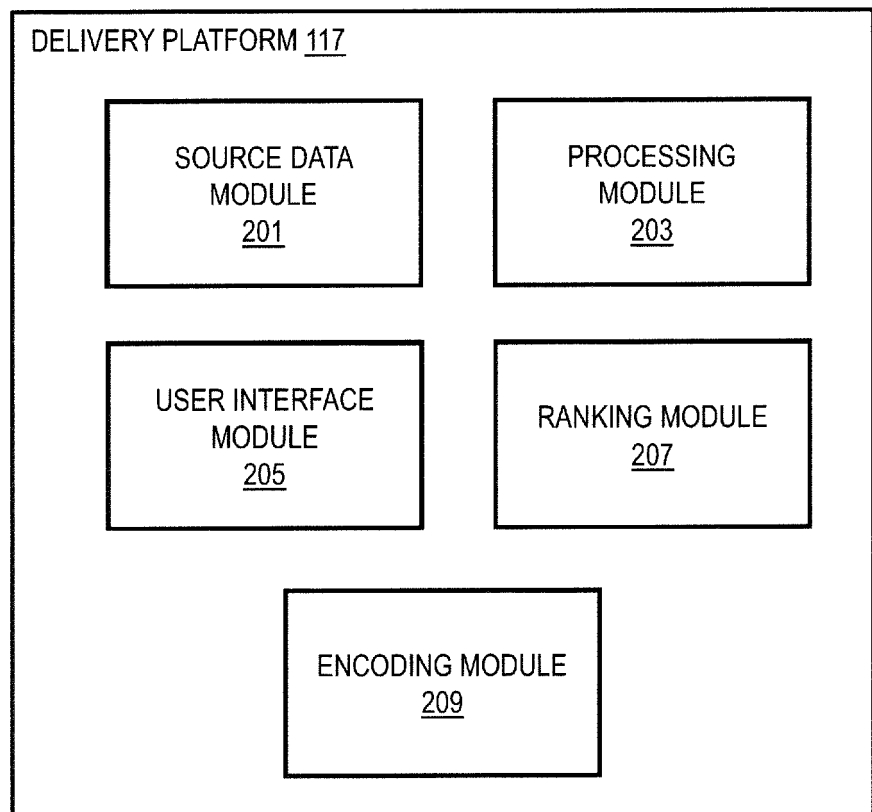 DELIVERY PLATFORM 117
SOURCE DATA
MODULE
201
PROCESSING
MODULE
203
USER INTERFACE
MODULE
205
RANKING MODULE
207
ENCODING MODULE
209